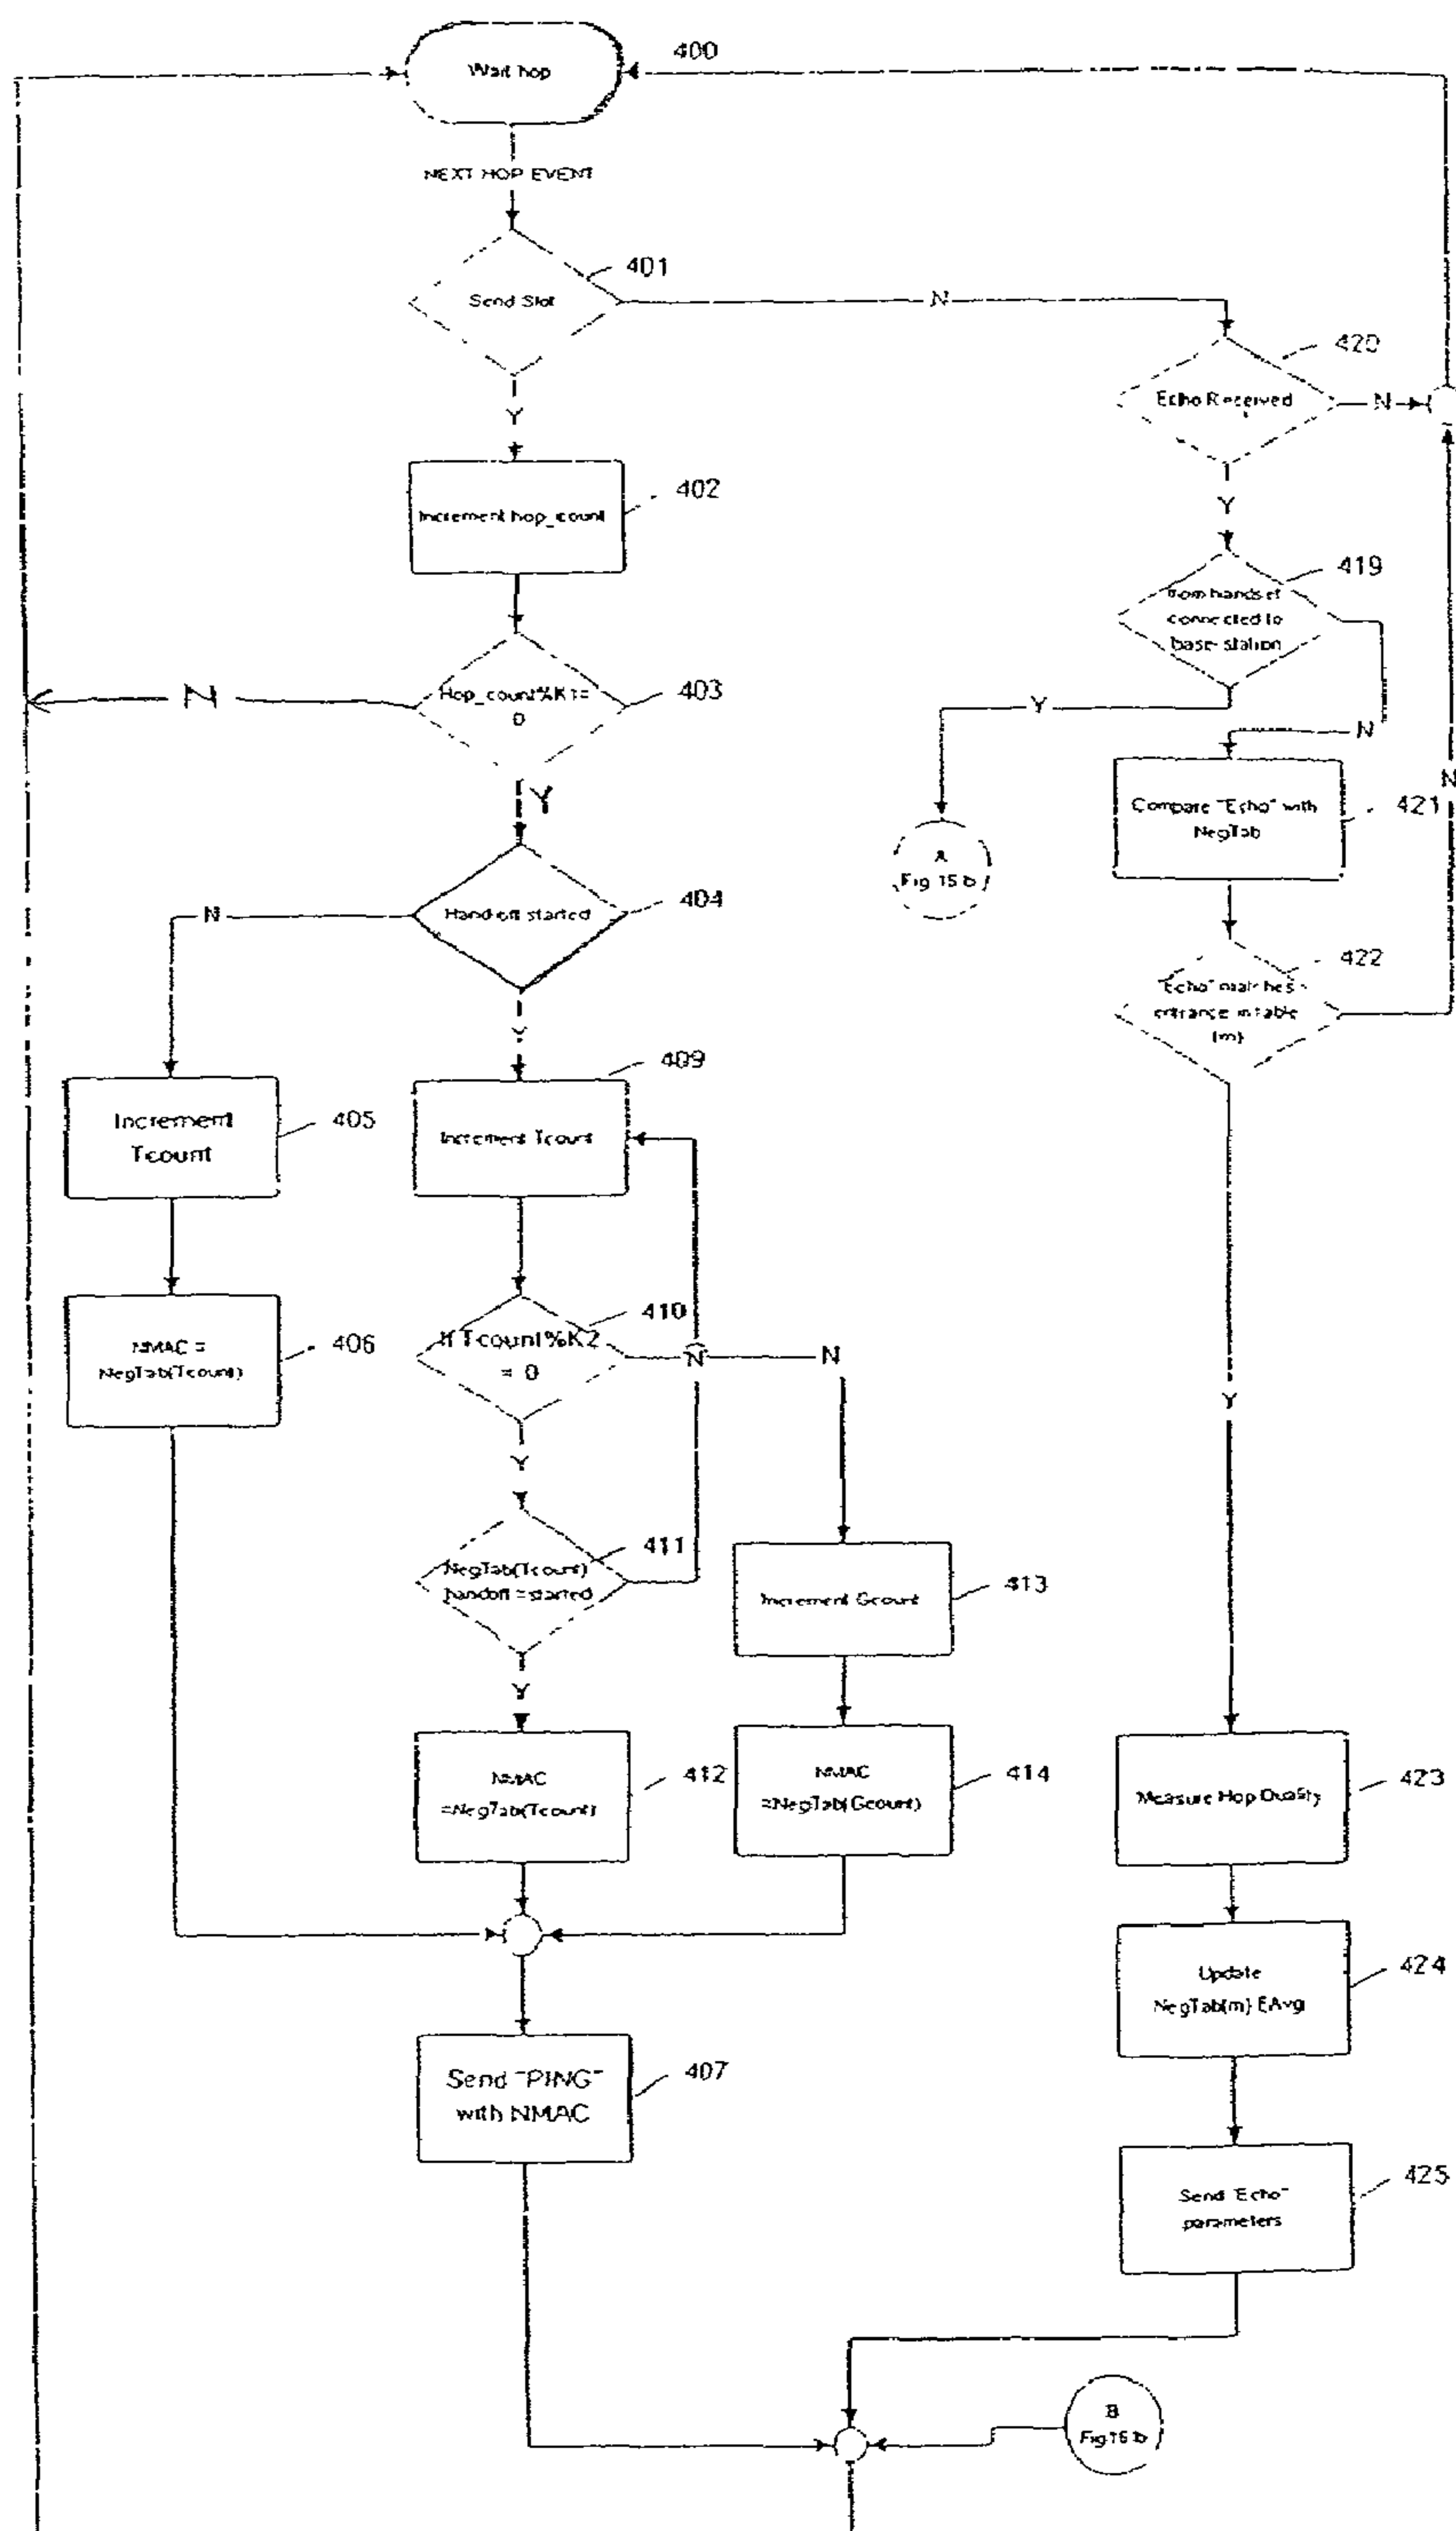 Wait hop
400
NEXT HOP EVENT
Send Slot
401
N
Y
Increment hop_count
402
Hop_count%K1=
0
403
N
Y
Hand off started
404
N
Y
Increment
Tcount
405
NMAC =
NegTab(Tcount)
406
409
Increment Tcount
If Tcount%K2
= 0
410
N
N
Y
NegTab(Tcount)
handoff =started
411
Y
NMAC
=NegTab(Tcount)
412
Increment Gcount
413
NMAC
=NegTab(Gcount)
414
Send "PING"
with NMAC
407
Echo Received
420
N
Y
from handset
connected to
base-station
419
Y
N
A
Fig 15 b
Compare "Echo" with
NegTab
421
"Echo" matches
entrance in table
(m)
422
N
Y
Measure Hop Quality
423
Update
NegTab(m) EAvg
424
Send "Echo"
parameters
425
B
Fig 15 b